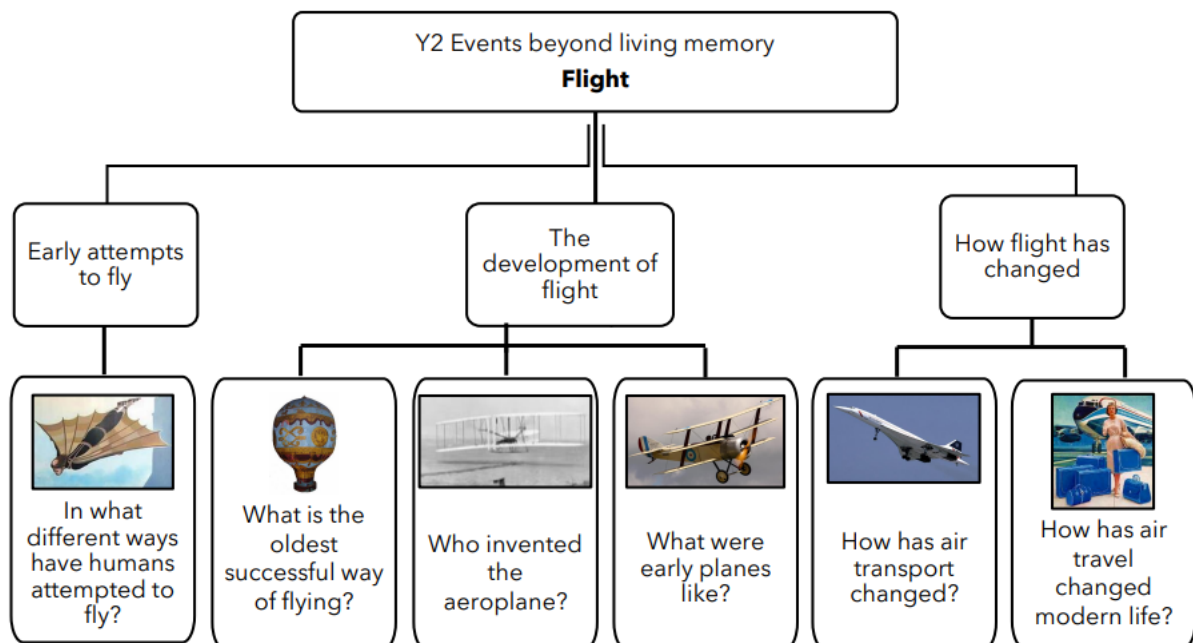 Y2 Events beyond living memory
Flight
Early attempts
to fly
The
development of
flight
How flight has
changed
In what
different ways
have humans
attempted to
fly?
What is the
oldest
successful way
of flying?
Who invented
the
aeroplane?
What were
early planes
like?
How has air
transport
changed?
How has air
travel
changed
modern life?